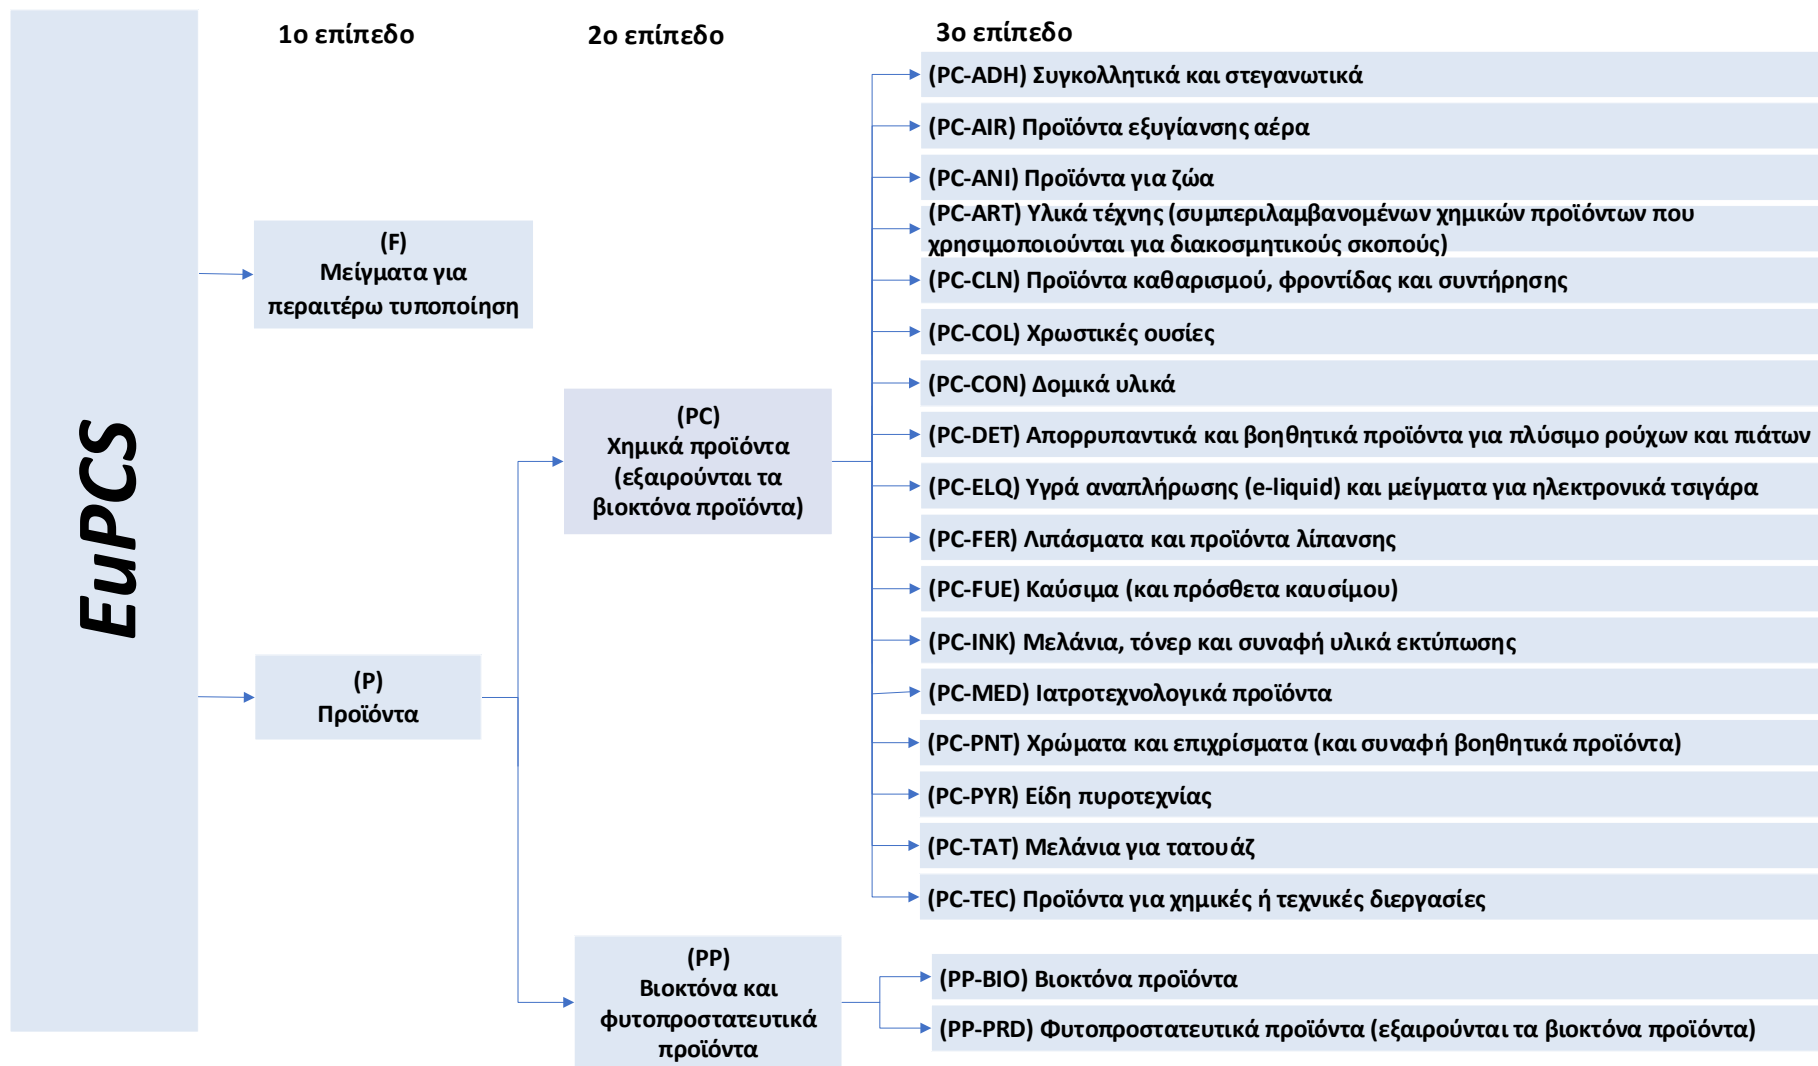 EuPCS
1ο επίπεδο
2ο επίπεδο
3ο επίπεδο
(F)
Μείγματα για
περαιτέρω τυποποίηση
(P)
Προϊόντα
(PC)
Χημικά προϊόντα
(εξαιρούνται τα
βιοκτόνα προϊόντα)
(PP)
Βιοκτόνα και
φυτοπροστατευτικά
προϊόντα
(PC-ADH) Συγκολλητικά και στεγανωτικά
(PC-AIR) Προϊόντα εξυγίανσης αέρα
(PC-ANI) Προϊόντα για ζώα
(PC-ART) Υλικά τέχνης (συμπεριλαμβανομένων χημικών προϊόντων που
χρησιμοποιούνται για διακοσμητικούς σκοπούς)
(PC-CLN) Προϊόντα καθαρισμού, φροντίδας και συντήρησης
(PC-COL) Χρωστικές ουσίες
(PC-CON) Δομικά υλικά
(PC-DET) Απορρυπαντικά και βοηθητικά προϊόντα για πλύσιμο ρούχων και πιάτων
(PC-ELQ) Υγρά αναπλήρωσης (e-liquid) και μείγματα για ηλεκτρονικά τσιγάρα
(PC-FER) Λιπάσματα και προϊόντα λίπανσης
(PC-FUE) Καύσιμα (και πρόσθετα καυσίμου)
(PC-INK) Μελάνια, τόνερ και συναφή υλικά εκτύπωσης
(PC-MED) Ιατροτεχνολογικά προϊόντα
(PC-PNT) Χρώματα και επιχρίσματα (και συναφή βοηθητικά προϊόντα)
(PC-PYR) Είδη πυροτεχνίας
(PC-TAT) Μελάνια για τατουάζ
(PC-TEC) Προϊόντα για χημικές ή τεχνικές διεργασίες
(PP-BIO) Βιοκτόνα προϊόντα
(PP-PRD) Φυτοπροστατευτικά προϊόντα (εξαιρούνται τα βιοκτόνα προϊόντα)